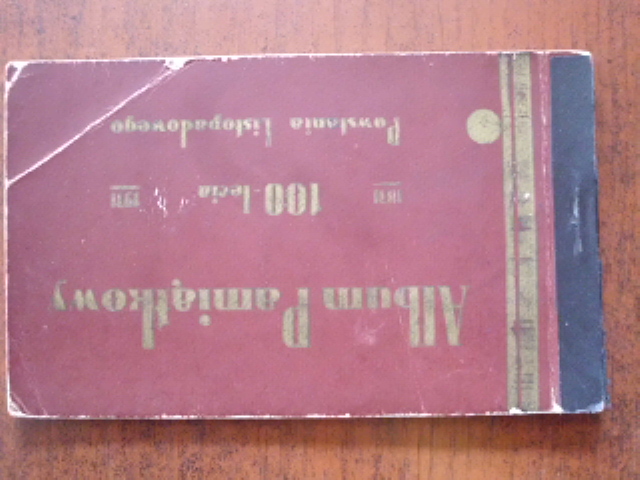 Album Pamiątkowy
1831 100-lecia 1931
Powstania Listopadowego